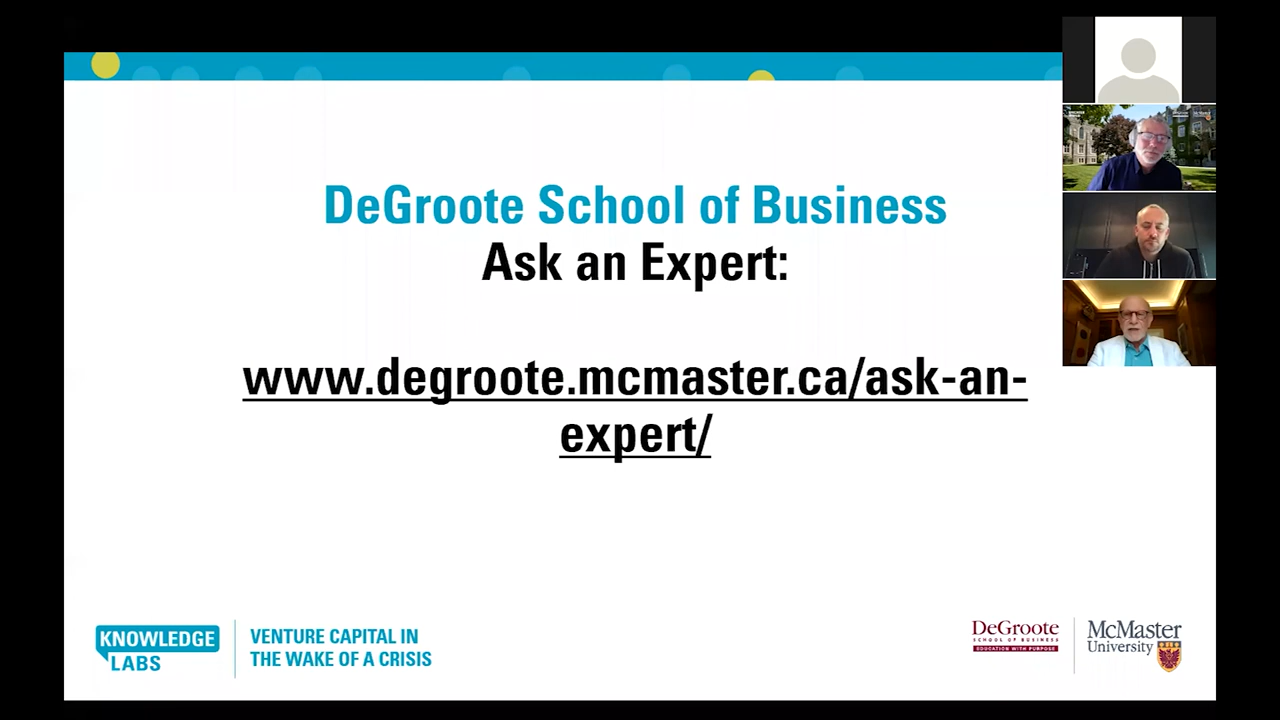 DeGroote School of Business
Ask an Expert:
www.degroote.mcmaster.ca/ask-an-
expert/
KNOWLEDGE
LABS
VENTURE CAPITAL IN
THE WAKE OF A CRISIS
DeGroote
SCHOOL OF BUSINESS
EDUCATION WITH PURPOSE
McMaster
University